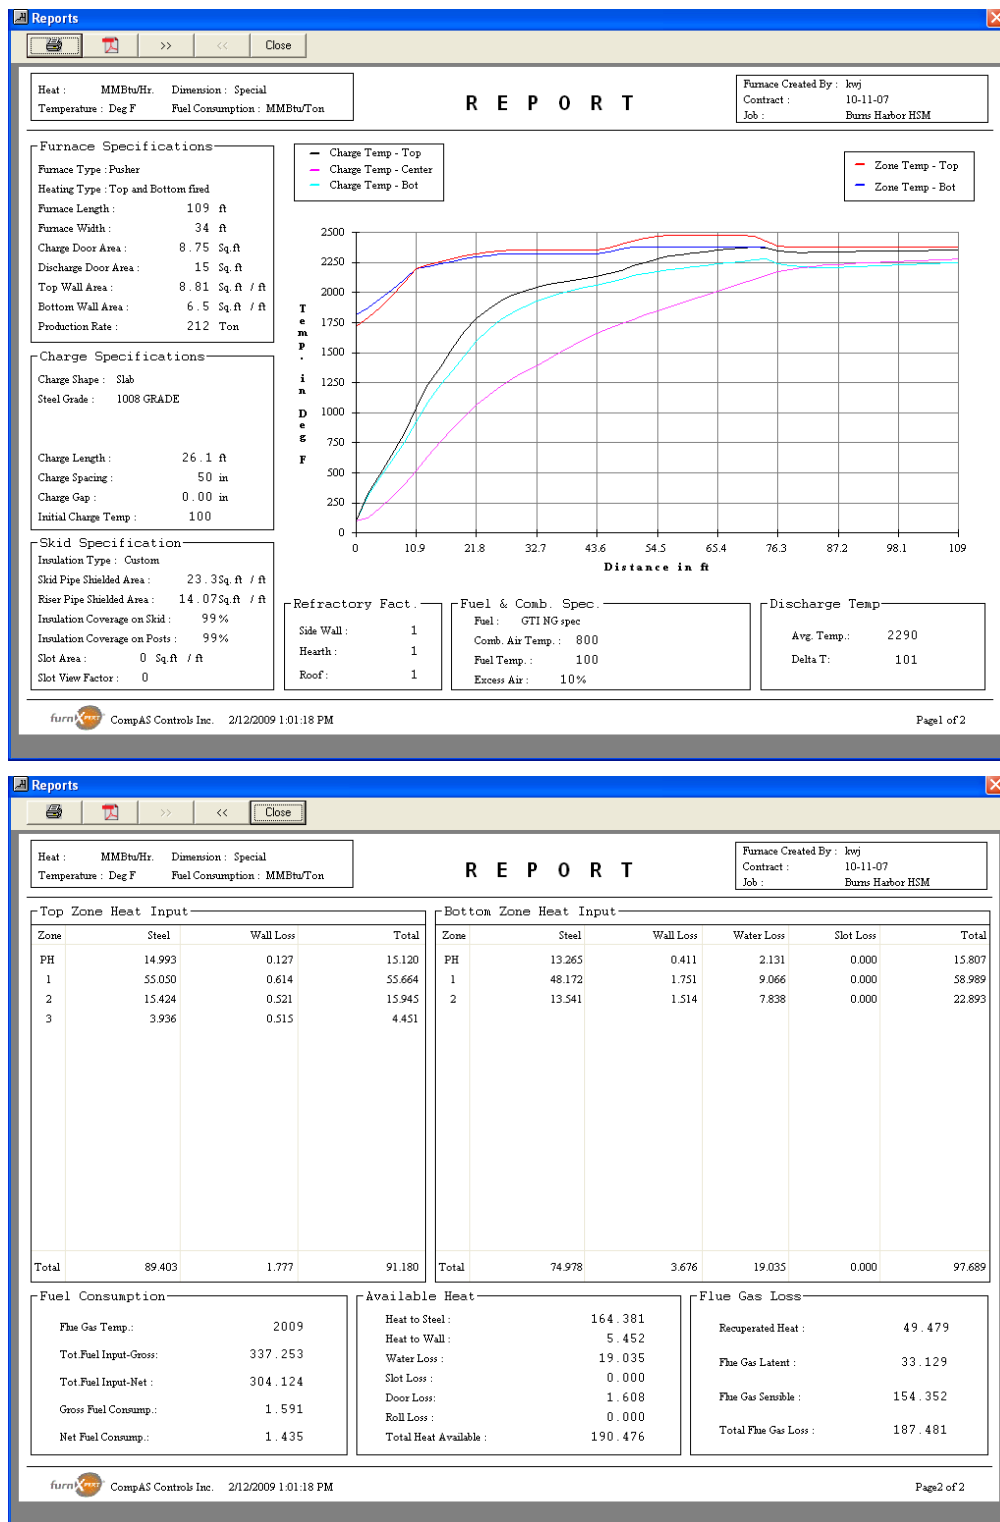 Reports
>> << Close
Heat : MMBtu/Hr. Dimension : Special
Temperature : Deg F Fuel Consumption : MMBtu/Ton
REPORT
Furnace Created By : kwj
Contract : 10-11-07
Job : Burns Harbor HSM
Furnace Specifications
Furnace Type : Pusher
Heating Type : Top and Bottom fired
Furnace Length : 109 ft
Furnace Width : 34 ft
Charge Door Area : 8.75 Sq.ft
Discharge Door Area : 15 Sq.ft
Top Wall Area : 8.81 Sq.ft / ft
Bottom Wall Area : 6.5 Sq.ft / ft
Production Rate : 212 Ton
Charge Specifications
Charge Shape : Slab
Steel Grade : 1008 GRADE
Charge Length : 26.1 ft
Charge Spacing : 50 in
Charge Gap : 0.00 in
Initial Charge Temp : 100
Skid Specification
Insulation Type : Custom
Skid Pipe Shielded Area : 23.3Sq.ft / ft
Riser Pipe Shielded Area : 14.07Sq.ft / ft
Insulation Coverage on Skid : 99%
Insulation Coverage on Posts : 99%
Slot Area : 0 Sq.ft / ft
Slot View Factor : 0
Charge Temp - Top
Charge Temp - Center
Charge Temp - Bot
Zone Temp - Top
Zone Temp - Bot
Temp. in Deg F
2500
2250
2000
1750
1500
1250
1000
750
500
250
0
0 10.9 21.8 32.7 43.6 54.5 65.4 76.3 87.2 98.1 109
Distance in ft
Refractory Fact.
Side Wall : 1
Hearth : 1
Roof : 1
Fuel & Comb. Spec.
Fuel : GTI NG spec
Comb. Air Temp. : 800
Fuel Temp. : 100
Excess Air : 10%
Discharge Temp
Avg. Temp.: 2290
Delta T: 101
furnXPERT CompAS Controls Inc. 2/12/2009 1:01:18 PM Page1 of 2
Reports
>> << Close
Heat : MMBtu/Hr. Dimension : Special
Temperature : Deg F Fuel Consumption : MMBtu/Ton
REPORT
Furnace Created By : kwj
Contract : 10-11-07
Job : Burns Harbor HSM
Top Zone Heat Input
Zone Steel Wall Loss Total
PH 14.993 0.127 15.120
1 55.050 0.614 55.664
2 15.424 0.521 15.945
3 3.936 0.515 4.451
Total 89.403 1.777 91.180
Bottom Zone Heat Input
Zone Steel Wall Loss Water Loss Slot Loss Total
PH 13.265 0.411 2.131 0.000 15.807
1 48.172 1.751 9.066 0.000 58.989
2 13.541 1.514 7.838 0.000 22.893
Total 74.978 3.676 19.035 0.000 97.689
Fuel Consumption
Flue Gas Temp.: 2009
Tot.Fuel Input-Gross: 337.253
Tot.Fuel Input-Net : 304.124
Gross Fuel Consump.: 1.591
Net Fuel Consump.: 1.435
Available Heat
Heat to Steel : 164.381
Heat to Wall : 5.452
Water Loss : 19.035
Slot Loss : 0.000
Door Loss: 1.608
Roll Loss : 0.000
Total Heat Available : 190.476
Flue Gas Loss
Recuperated Heat : 49.479
Flue Gas Latent : 33.129
Flue Gas Sensible : 154.352
Total Flue Gas Loss : 187.481
furnXPERT CompAS Controls Inc. 2/12/2009 1:01:18 PM Page2 of 2